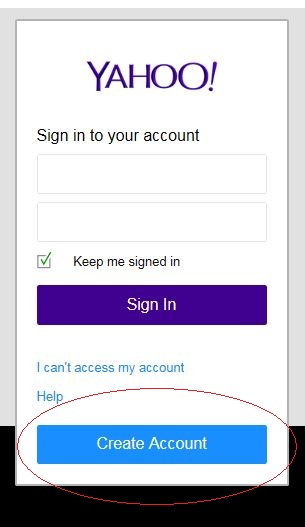 YAHOO!
Sign in to your account
Keep me signed in
Sign In
I can't access my account
Help
Create Account